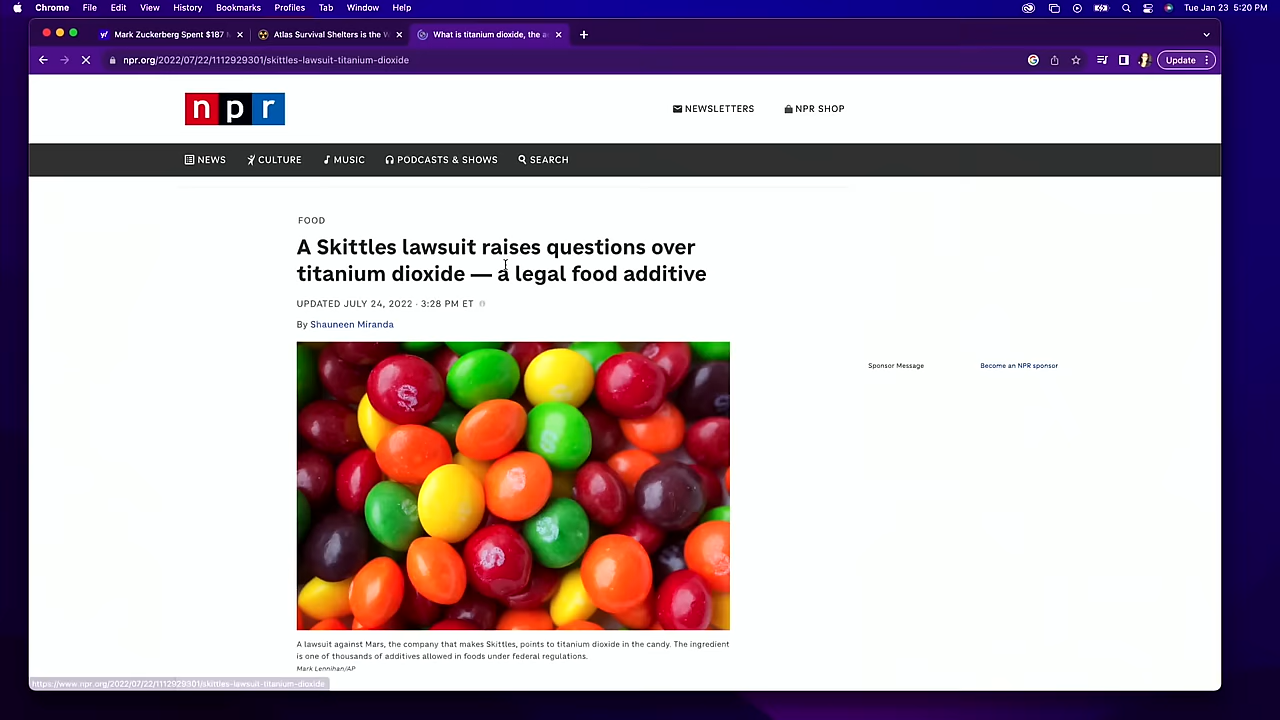 Chrome File Edit View History Bookmarks Profiles Tab Window Help Tue Jan 23 5:20 PM
Mark Zuckerberg Spent $187 Atlas Survival Shelters is the What is titanium dioxide, the
npr.org/2022/07/22/1112929301/skittles-lawsuit-titanium-dioxide Update
npr NEWSLETTERS NPR SHOP
NEWS CULTURE MUSIC PODCASTS & SHOWS SEARCH
FOOD
A Skittles lawsuit raises questions over
titanium dioxide — a legal food additive
UPDATED JULY 24, 2022 · 3:28 PM ET
By Shauneen Miranda
Sponsor Message Become an NPR sponsor
A lawsuit against Mars, the company that makes Skittles, points to titanium dioxide in the candy. The ingredient
is one of thousands of additives allowed in foods under federal regulations.
Mark Lennihan/AP
https://www.npr.org/2022/07/22/1112929301/skittles-lawsuit-titanium-dioxide